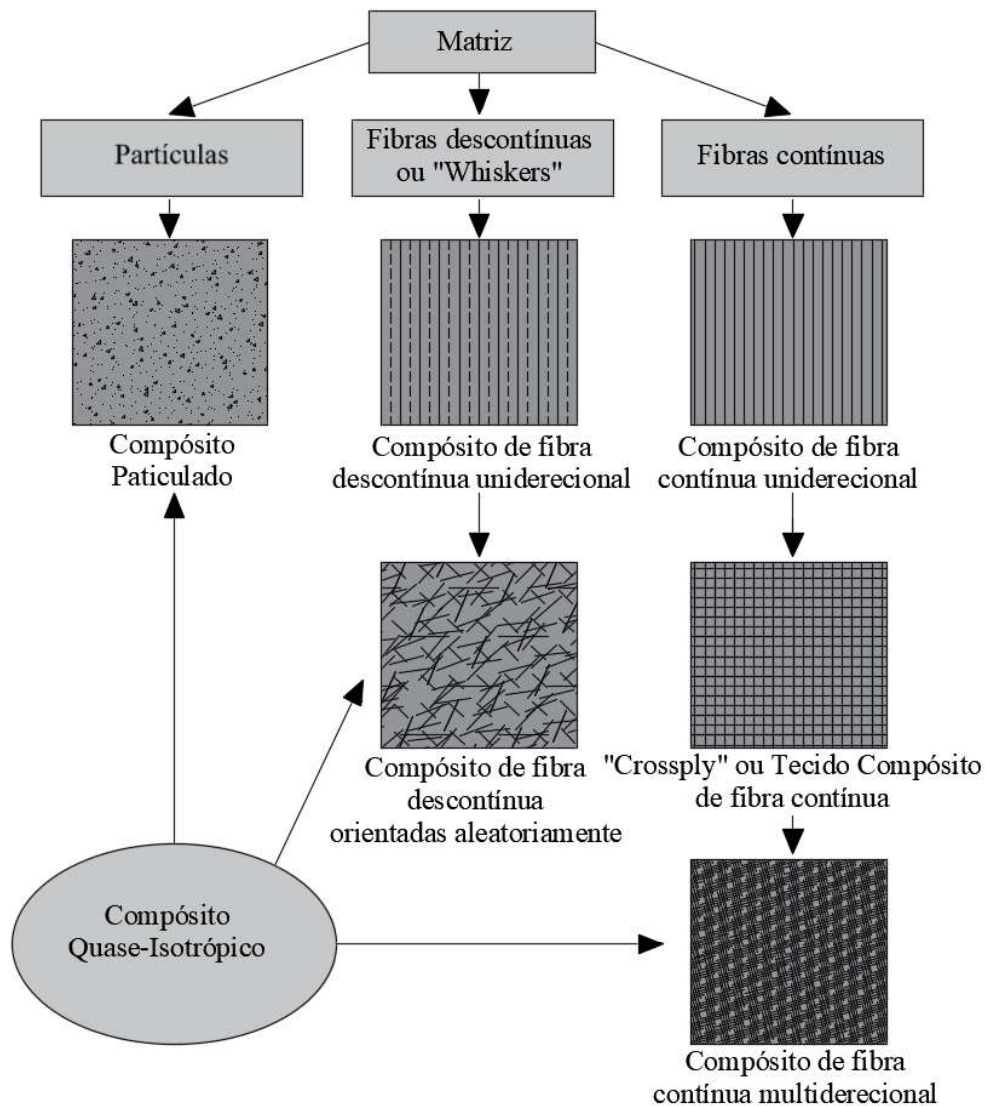 Matriz
Partículas
Fibras descontínuas
ou "Whiskers"
Fibras contínuas
Compósito
Paticulado
Compósito de fibra
descontínua uniderecional
Compósito de fibra
contínua uniderecional
Compósito de fibra
descontínua
orientadas aleatoriamente
"Crossply" ou Tecido Compósito
de fibra contínua
Compósito
Quase-Isotrópico
Compósito de fibra
contínua multiderecional